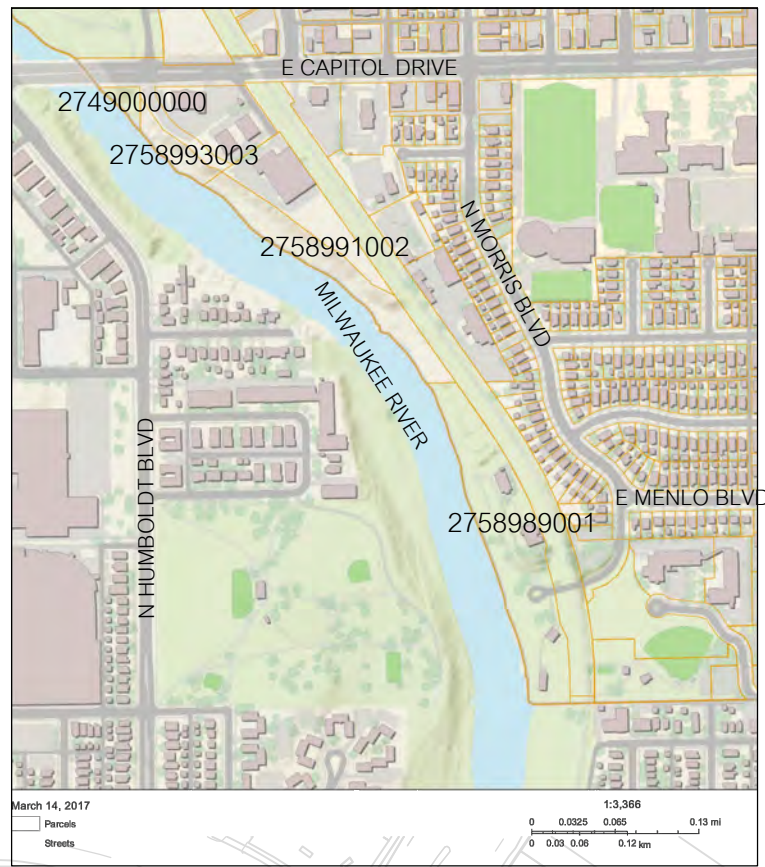 E CAPITOL DRIVE
2749000000
2758993003
N MORRIS BLVD
2758991002
MILWAUKEE RIVER
N HUMBOLDT BLVD
E MENLO BLVD
2758989001
March 14, 2017
Parcels
Streets
1:3,366
0 0.0325 0.065 0.13 mi
0 0.03 0.06 0.12 km